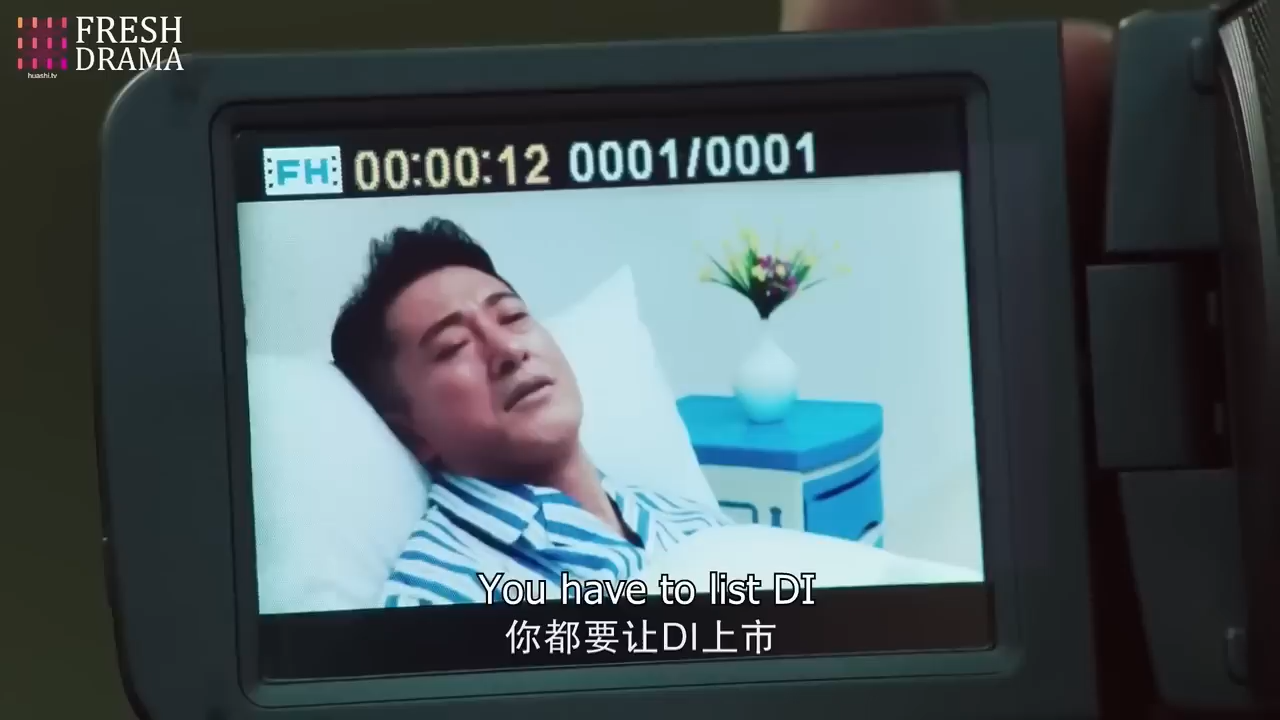 FRESH
DRAMA
huashi.tv
FH 00:00:12 0001/0001
You have to list DI
你都要让DI上市